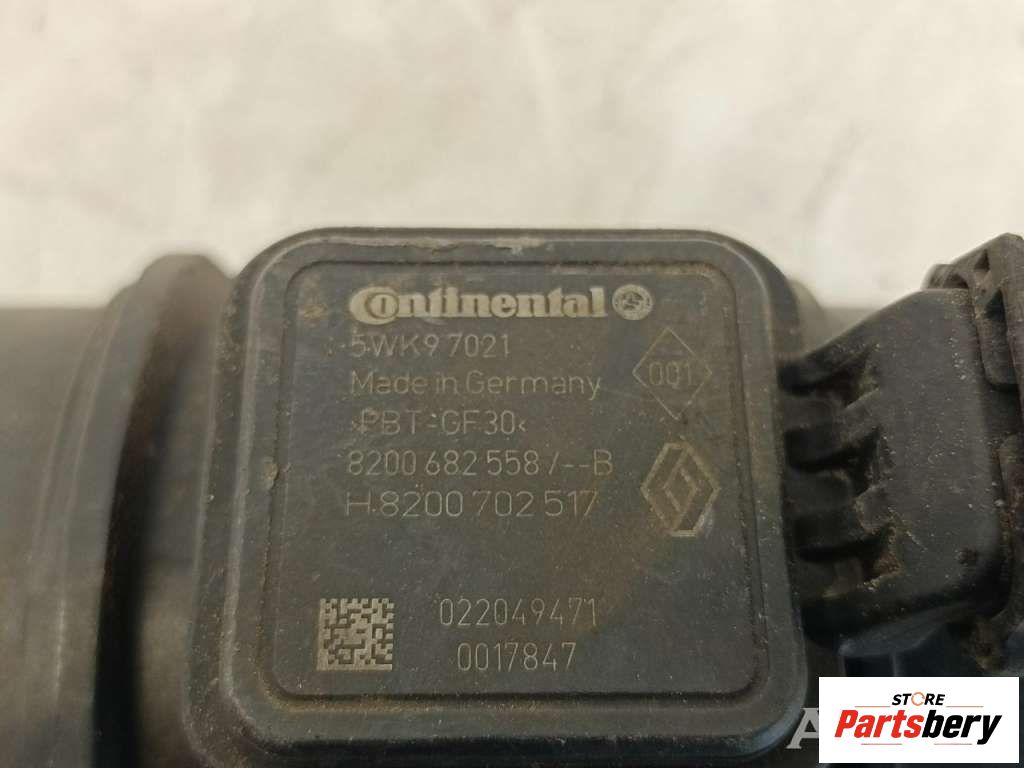 Continental
5WK9 7021
Made in Germany
001
>PBT-GF30<
8200 682 558 /--B
H.8200 702 517
022049471
0017847
STORE
Partsbery